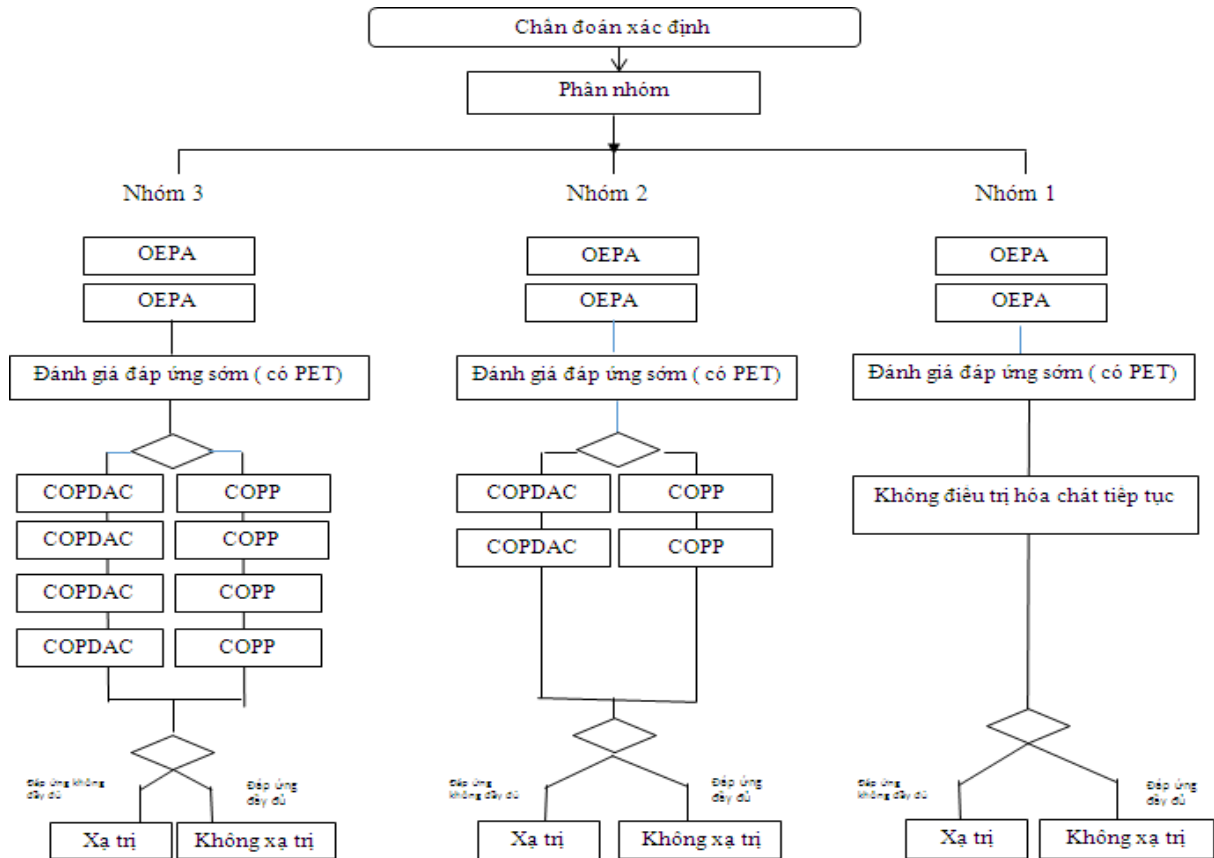 Chẩn đoán xác định
Phân nhóm
Nhóm 3
Nhóm 2
Nhóm 1
OEPA
OEPA
OEPA
OEPA
OEPA
OEPA
Đánh giá đáp ứng sớm ( có PET)
Đánh giá đáp ứng sớm ( có PET)
Đánh giá đáp ứng sớm ( có PET)
COPDAC
COPP
COPDAC
COPP
Không điều trị hóa chất tiếp tục
COPDAC
COPP
COPDAC
COPP
COPDAC
COPP
COPDAC
COPP
Đáp ứng không
đầy đủ
Đáp ứng
đầy đủ
Đáp ứng
không đầy đủ
Đáp ứng
đầy đủ
Đáp ứng
không đầy đủ
Đáp ứng
đầy đủ
Xạ trị
Không xạ trị
Xạ trị
Không xạ trị
Xạ trị
Không xạ trị